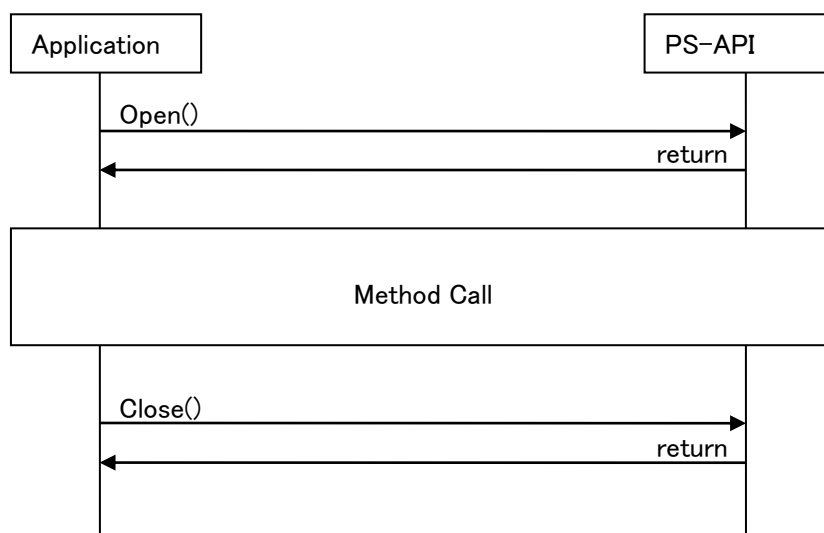 Application
PS-API
Open()
return
Method Call
Close()
return